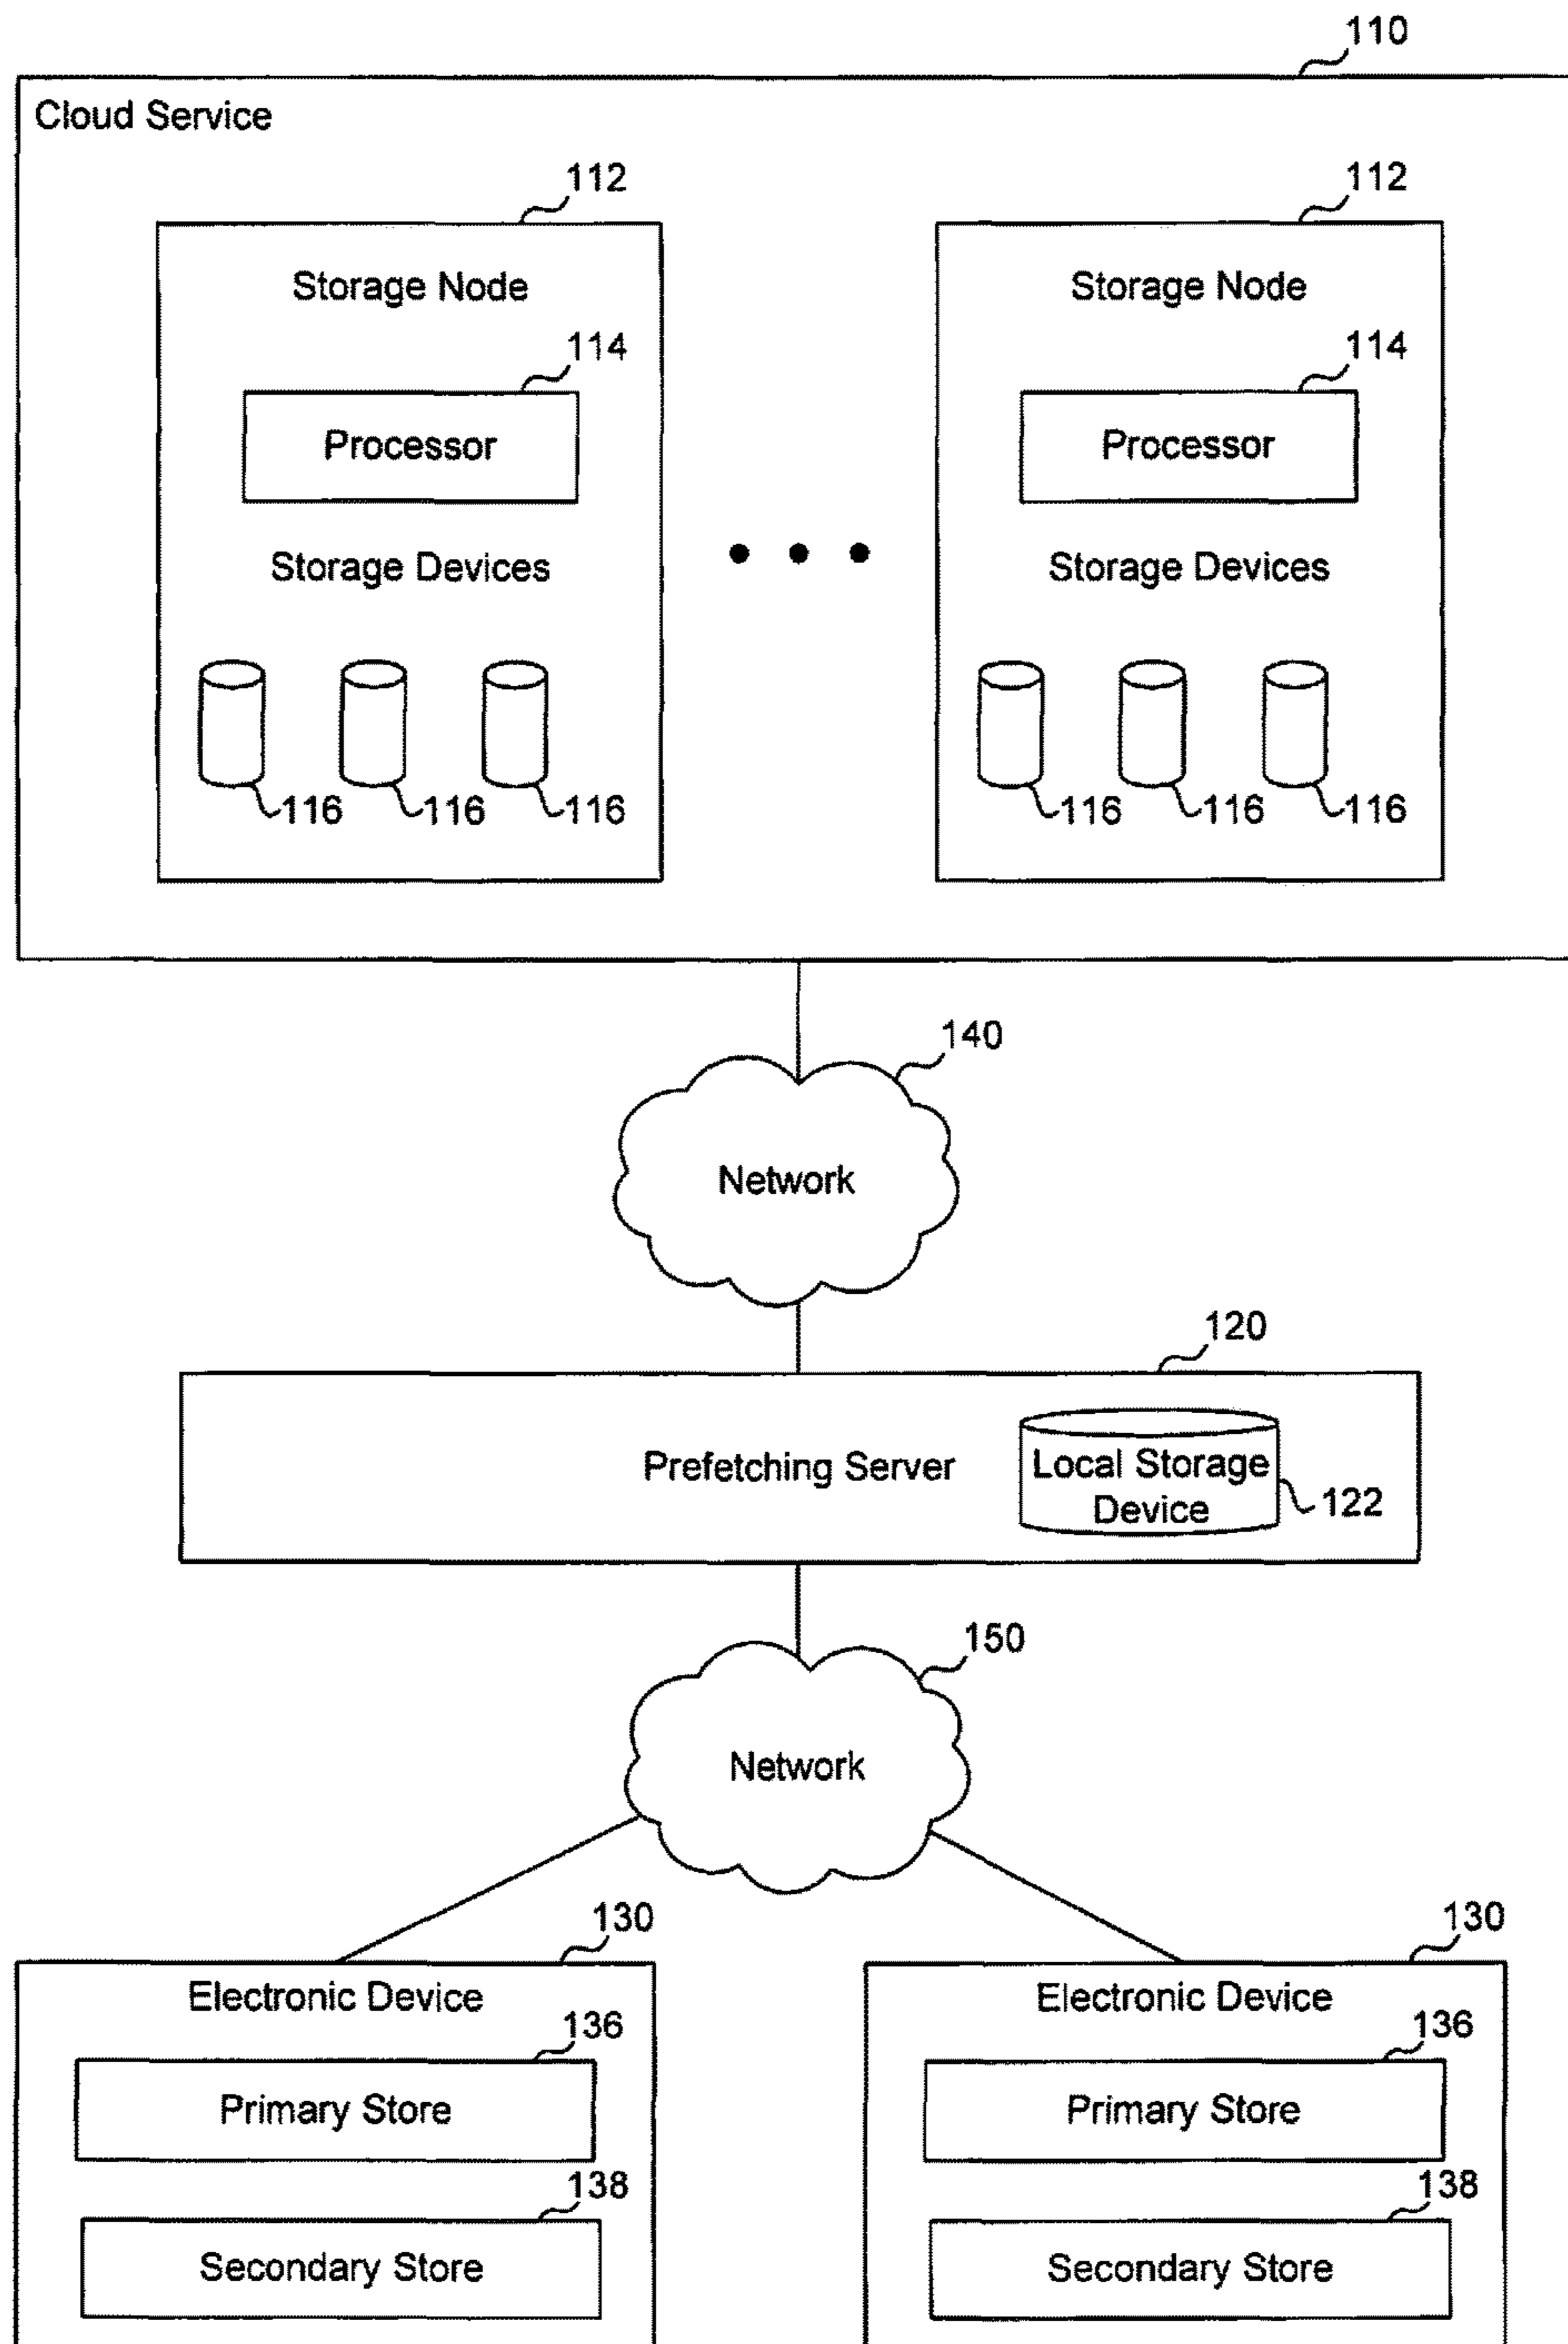 110
Cloud Service
112 112
Storage Node Storage Node
114 114
Processor Processor
Storage Devices Storage Devices
116 116 116 116 116 116
140
Network
120
Prefetching Server
Local Storage
Device
122
150
Network
130 130
Electronic Device Electronic Device
136 136
Primary Store Primary Store
138 138
Secondary Store Secondary Store